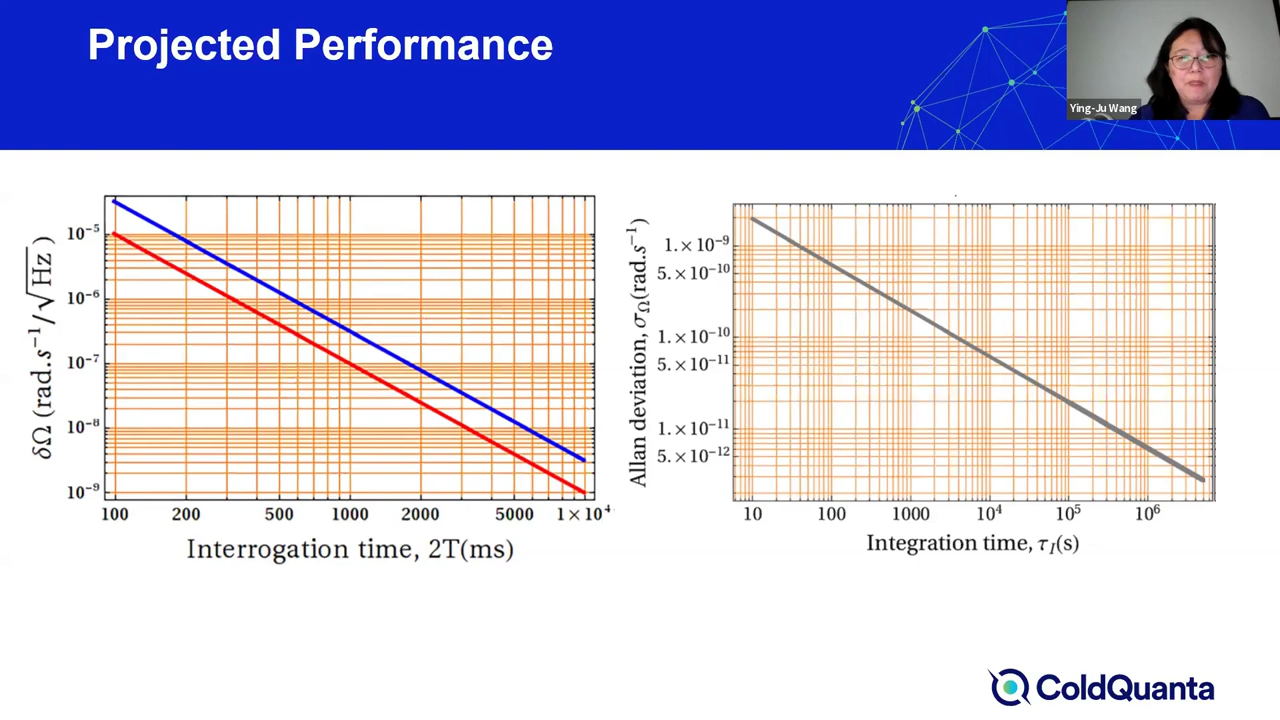 Projected Performance
Ying-Ju Wang
δΩ (rad.s⁻¹/√Hz)
10⁻⁵
10⁻⁶
10⁻⁷
10⁻⁸
10⁻⁹
100 200 500 1000 2000 5000 1×10⁴
Interrogation time, 2T(ms)
Allan deviation, σ_Ω(rad.s⁻¹)
1.×10⁻⁹
5.×10⁻¹⁰
1.×10⁻¹⁰
5.×10⁻¹¹
1.×10⁻¹¹
5.×10⁻¹²
10 100 1000 10⁴ 10⁵ 10⁶
Integration time, τ_I(s)
ColdQuanta